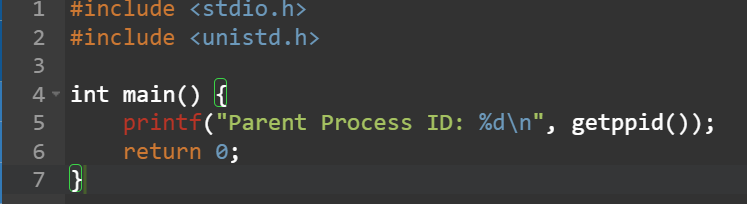 1 #include <stdio.h>
2 #include <unistd.h>
3
4 int main() {
5     printf("Parent Process ID: %d\n", getppid());
6     return 0;
7 }